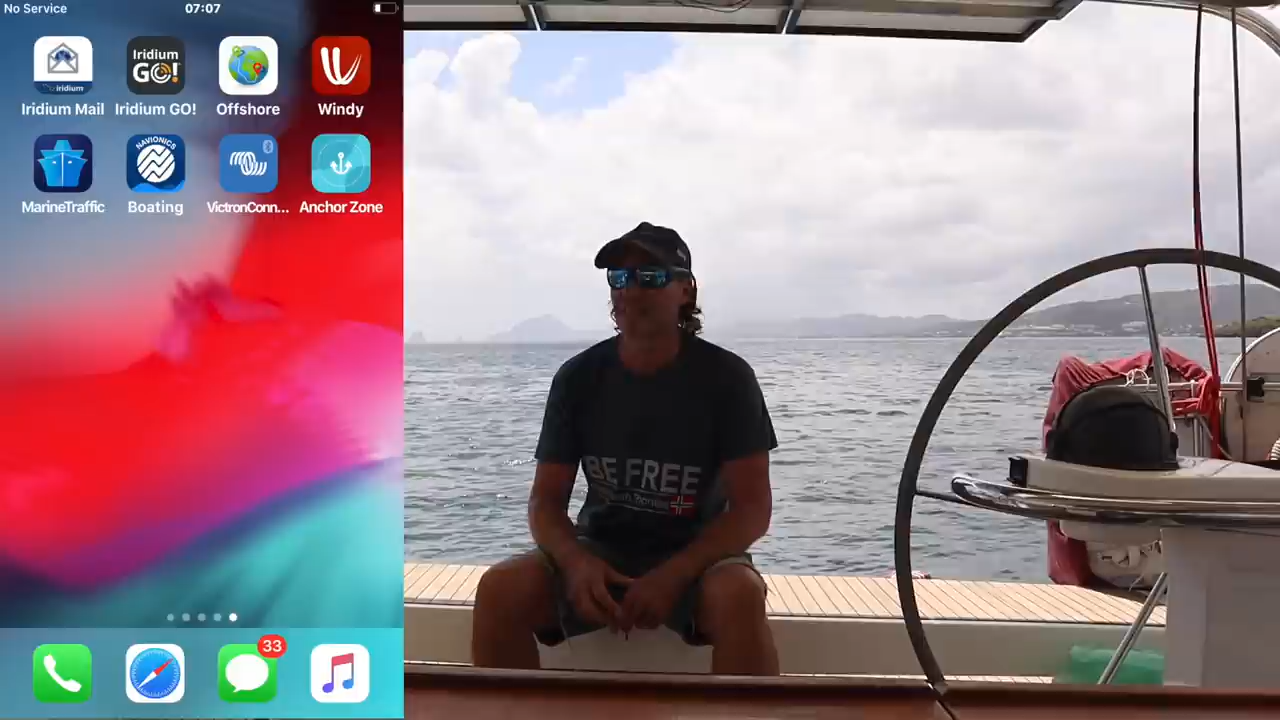 No Service
07:07
iridium
Iridium
GO!
Iridium Mail
Iridium GO!
Offshore
Windy
NAVIONICS
MarineTraffic
Boating
VictronConn...
Anchor Zone
33
BE FREE